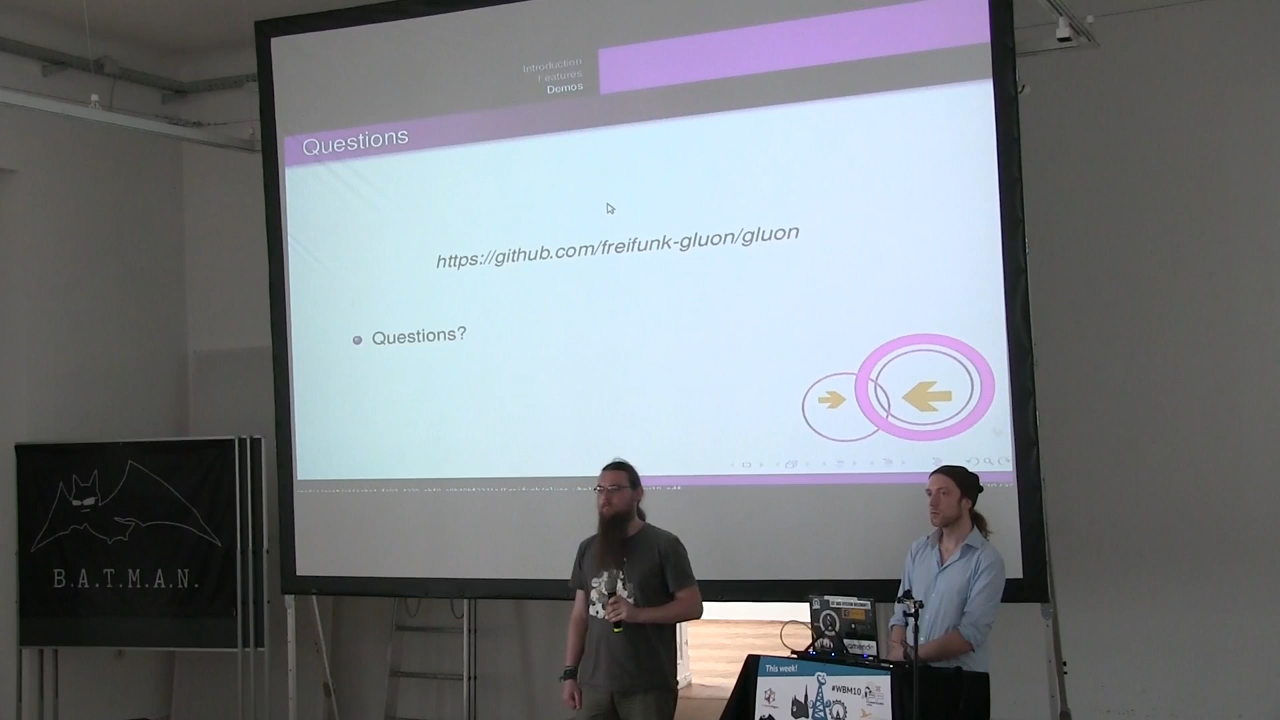 Introduction
Features
Demos
Questions
https://github.com/freifunk-gluon/gluon
Questions?
B.A.T.M.A.N.
This week!
#WBM10